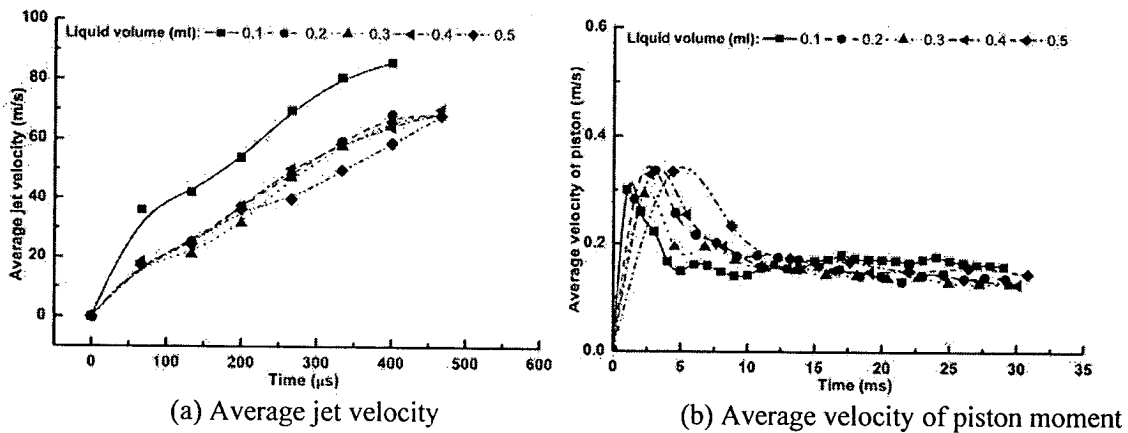 Liquid volume (ml): 0.1 0.2 0.3 0.4 0.5
100
80
60
40
20
0
Avarage jet velocity (m/s)
0 100 200 300 400 500 600
Time (μs)
(a) Average jet velocity
Liquid volume (ml): 0.1 0.2 0.3 0.4 0.5
0.6
0.4
0.2
0.0
Average velocity of piston (m/s)
0 5 10 15 20 25 30 35
Time (ms)
(b) Average velocity of piston moment